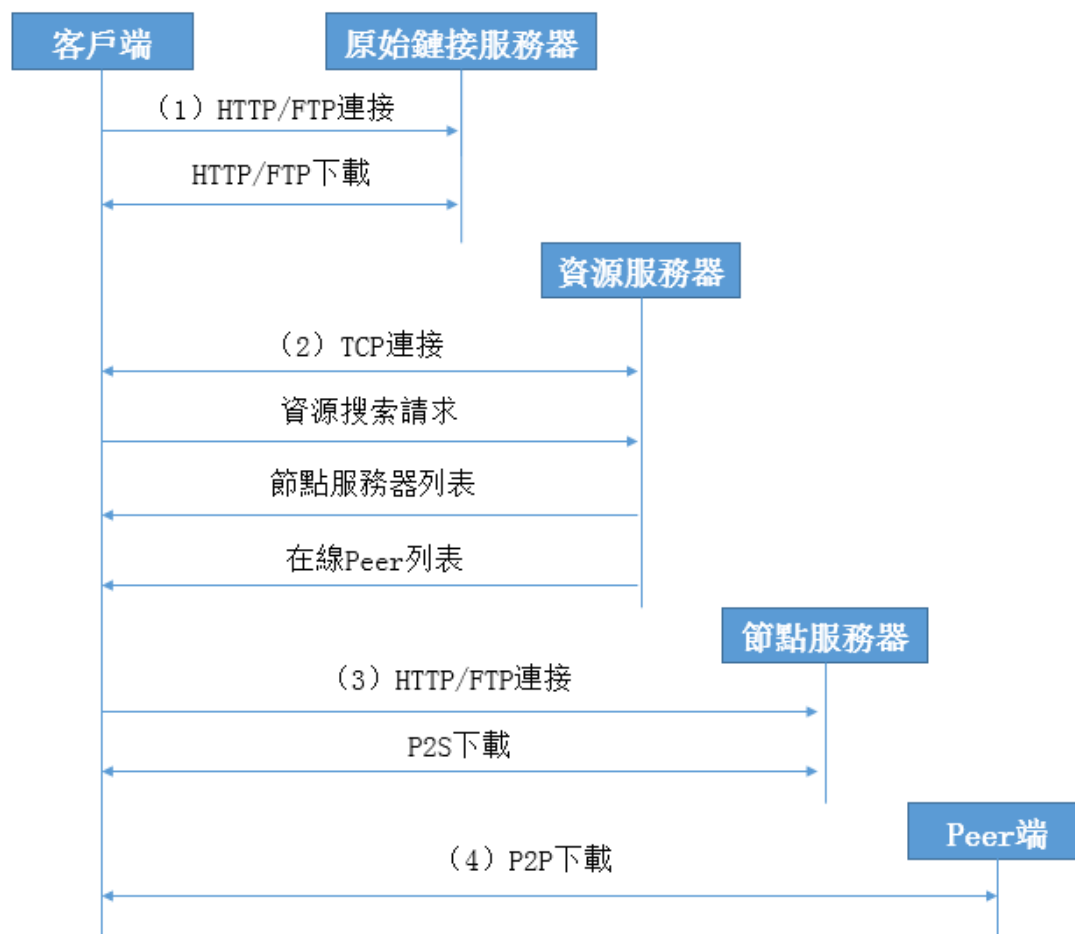 客戶端
原始鏈接服務器
（1）HTTP/FTP連接
HTTP/FTP下載
資源服務器
（2）TCP連接
資源搜索請求
節點服務器列表
在線Peer列表
節點服務器
（3）HTTP/FTP連接
P2S下載
Peer端
（4）P2P下載